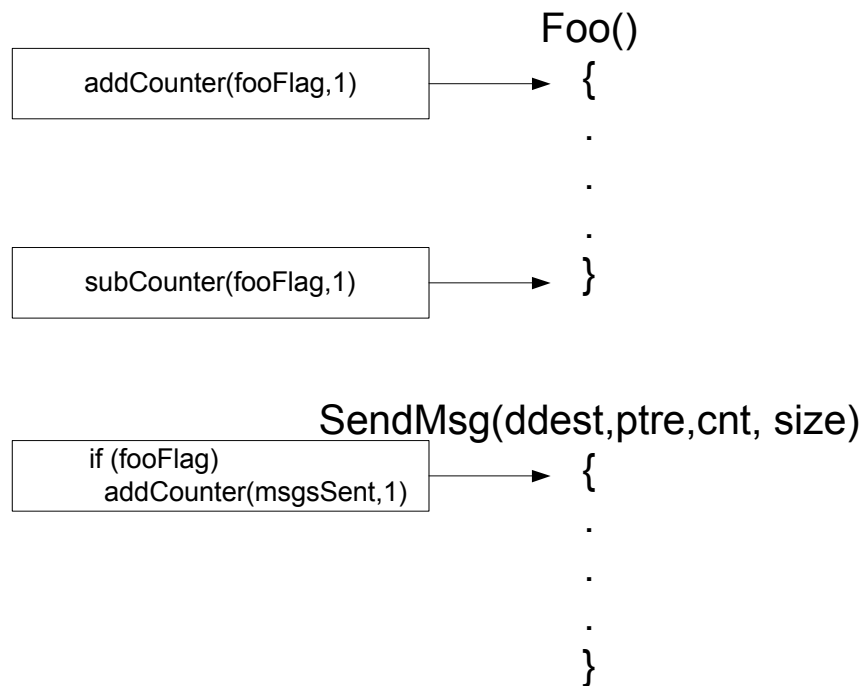 Foo()
addCounter(fooFlag,1)
{
.
.
.
subCounter(fooFlag,1)
}
SendMsg(ddest,ptre,cnt, size)
if (fooFlag)
addCounter(msgsSent,1)
{
.
.
.
}